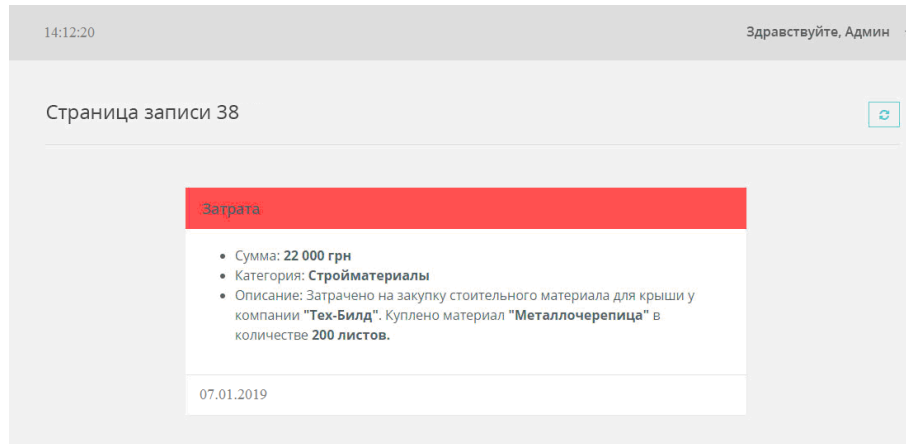 14:12:20
Здравствуйте, Админ
Страница записи 38
Затрата
Сумма: 22 000 грн
Категория: Стройматериалы
Описание: Затрачено на закупку стоительного материала для крыши у
компании "Тех-Билд". Куплено материал "Металлочерепица" в
количестве 200 листов.
07.01.2019